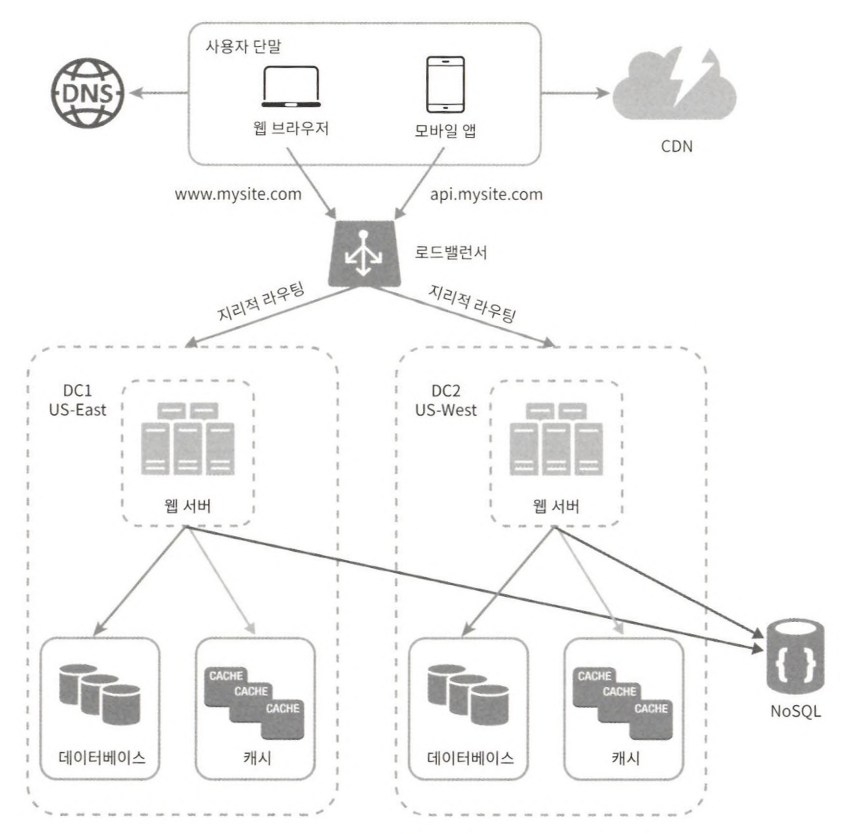 사용자 단말
DNS
웹 브라우저
모바일 앱
CDN
www.mysite.com
api.mysite.com
로드밸런서
지리적 라우팅
지리적 라우팅
DC1
US-East
웹 서버
DC2
US-West
웹 서버
CACHE
CACHE
CACHE
데이터베이스
캐시
CACHE
CACHE
CACHE
데이터베이스
캐시
{ }
NoSQL